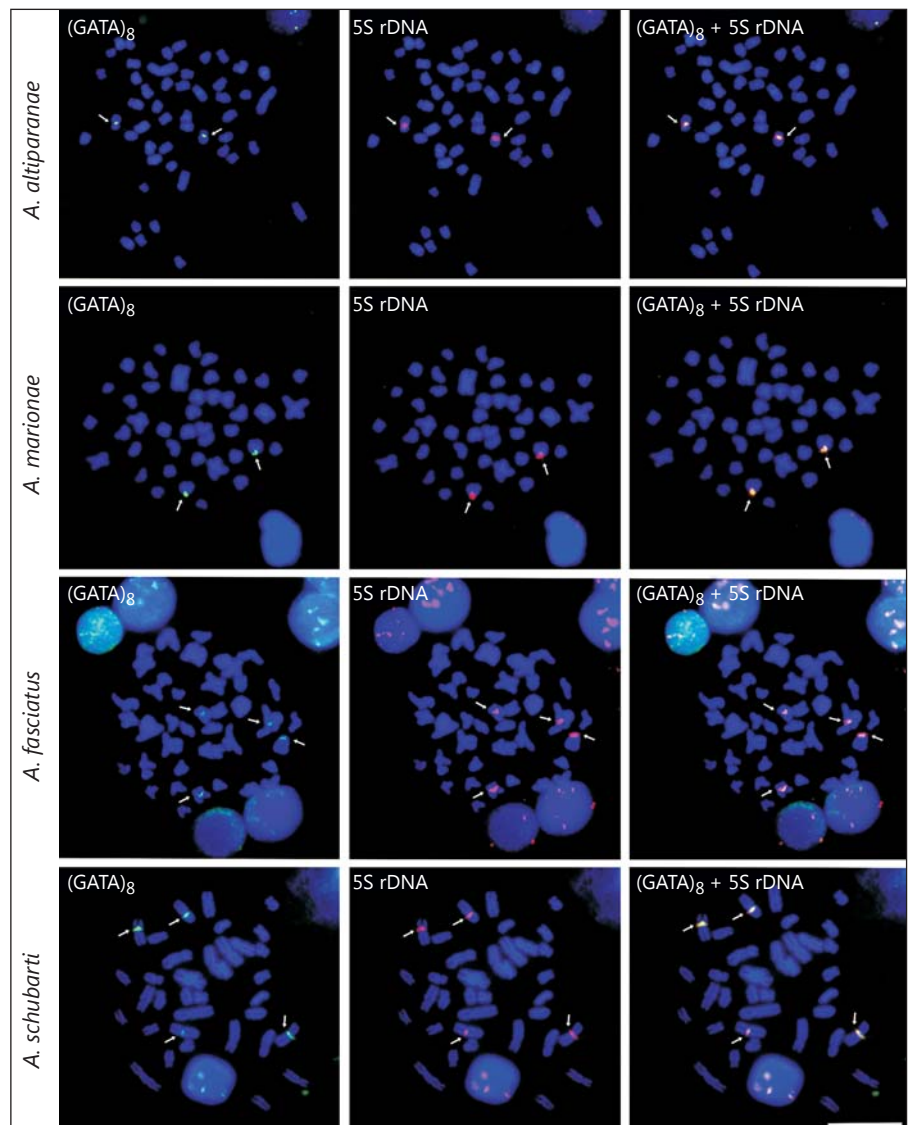 (GATA)₈ 5S rDNA (GATA)₈ + 5S rDNA
A. altiparanae
(GATA)₈ 5S rDNA (GATA)₈ + 5S rDNA
A. marionae
(GATA)₈ 5S rDNA (GATA)₈ + 5S rDNA
A. fasciatus
(GATA)₈ 5S rDNA (GATA)₈ + 5S rDNA
A. schubarti